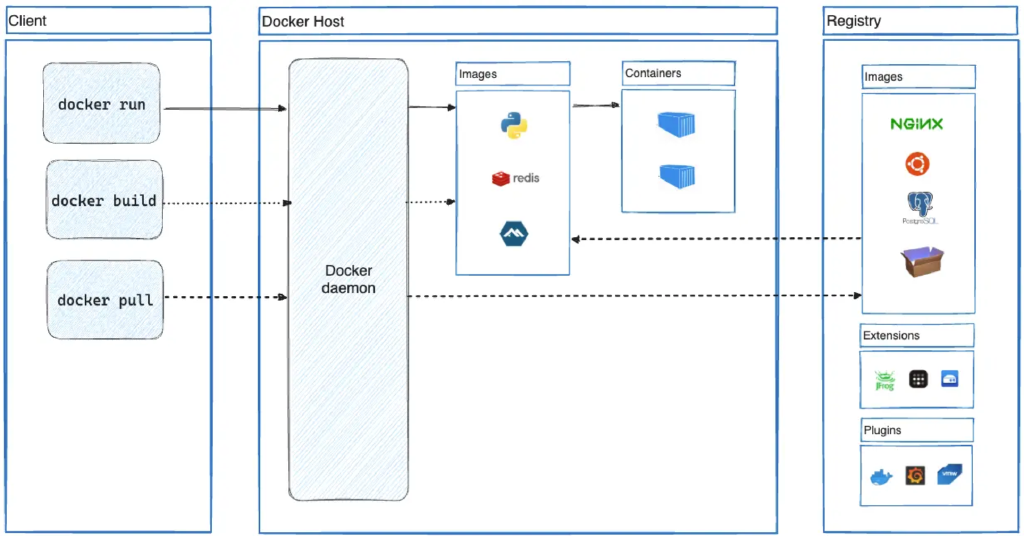 Client
docker run
docker build
docker pull
Docker Host
Docker
daemon
Images
redis
Containers
Registry
Images
NGINX
PostgreSQL
Extensions
JFrog
Plugins